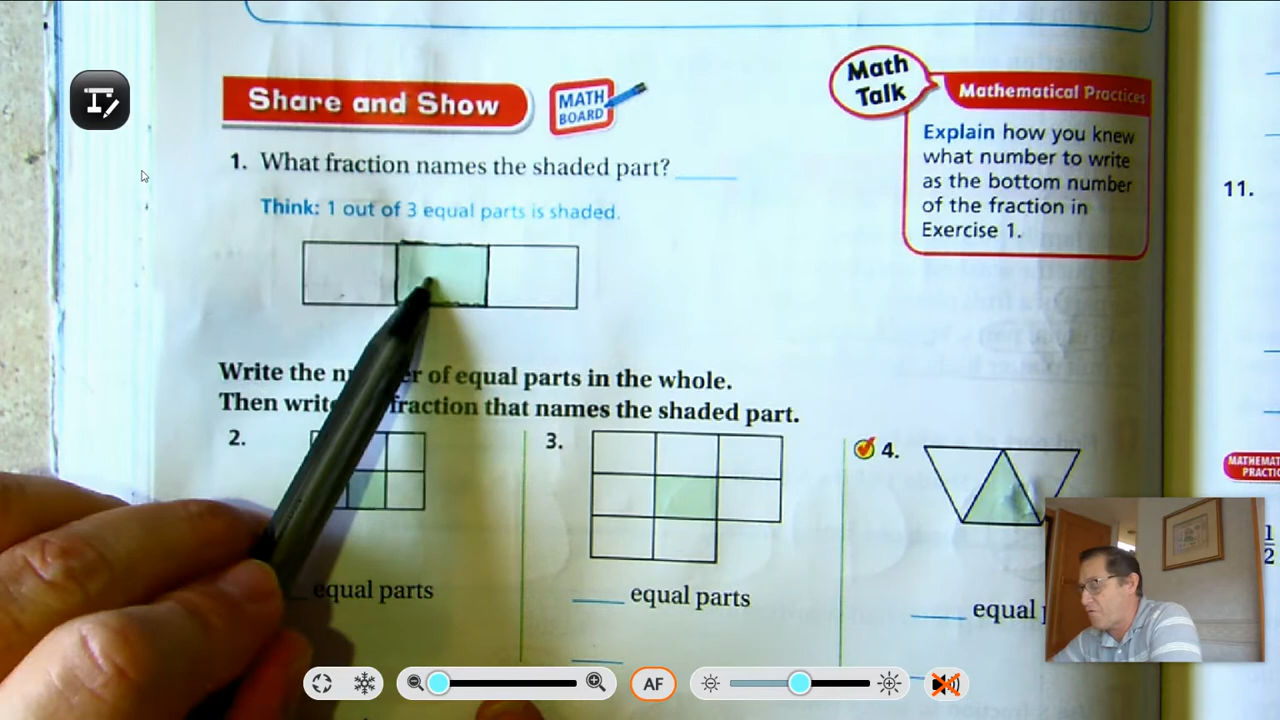 Share and Show
MATH
BOARD
Math
Talk
Mathematical Practices
Explain how you knew
what number to write
as the bottom number
of the fraction in
Exercise 1.
1. What fraction names the shaded part?
Think: 1 out of 3 equal parts is shaded.
Write the of equal parts in the whole.
Then fraction that names the shaded part.
2.
equal parts
3.
equal parts
4.
equal
11.
1
2
AF